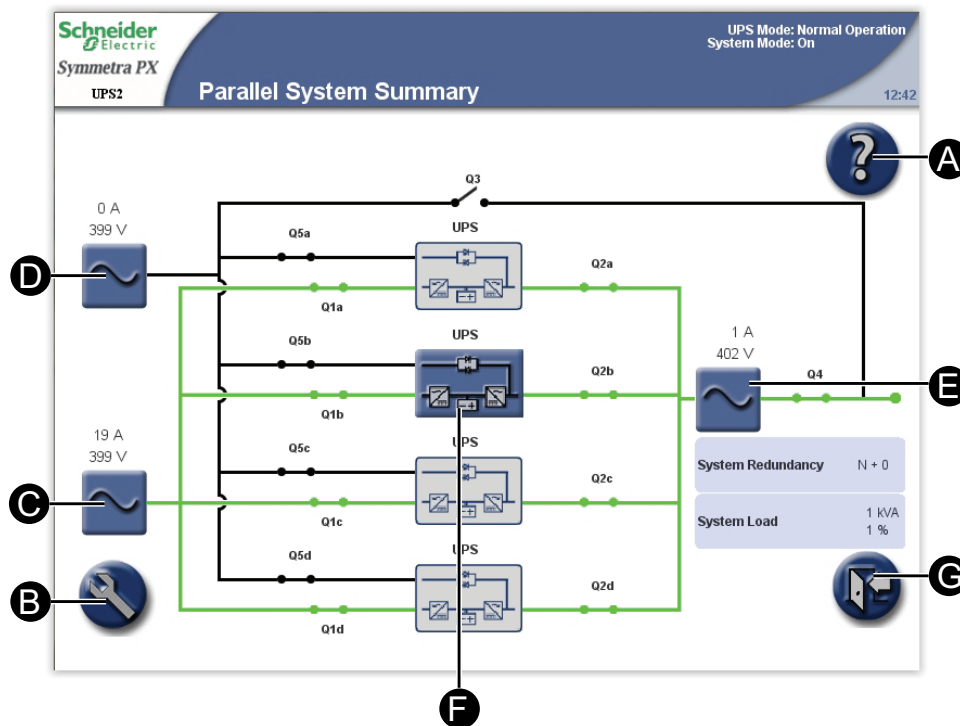 Schneider
Electric
Symmetra PX
UPS2
Parallel System Summary
UPS Mode: Normal Operation
System Mode: On
12:42
A
Q3
0 A
399 V
D
Q5a
UPS
Q2a
Q1a
Q5b
UPS
Q2b
Q1b
1 A
402 V
Q4
E
19 A
399 V
C
Q5c
UPS
Q2c
Q1c
System Redundancy N + 0
System Load 1 kVA
1 %
Q5d
UPS
Q2d
Q1d
B
G
F